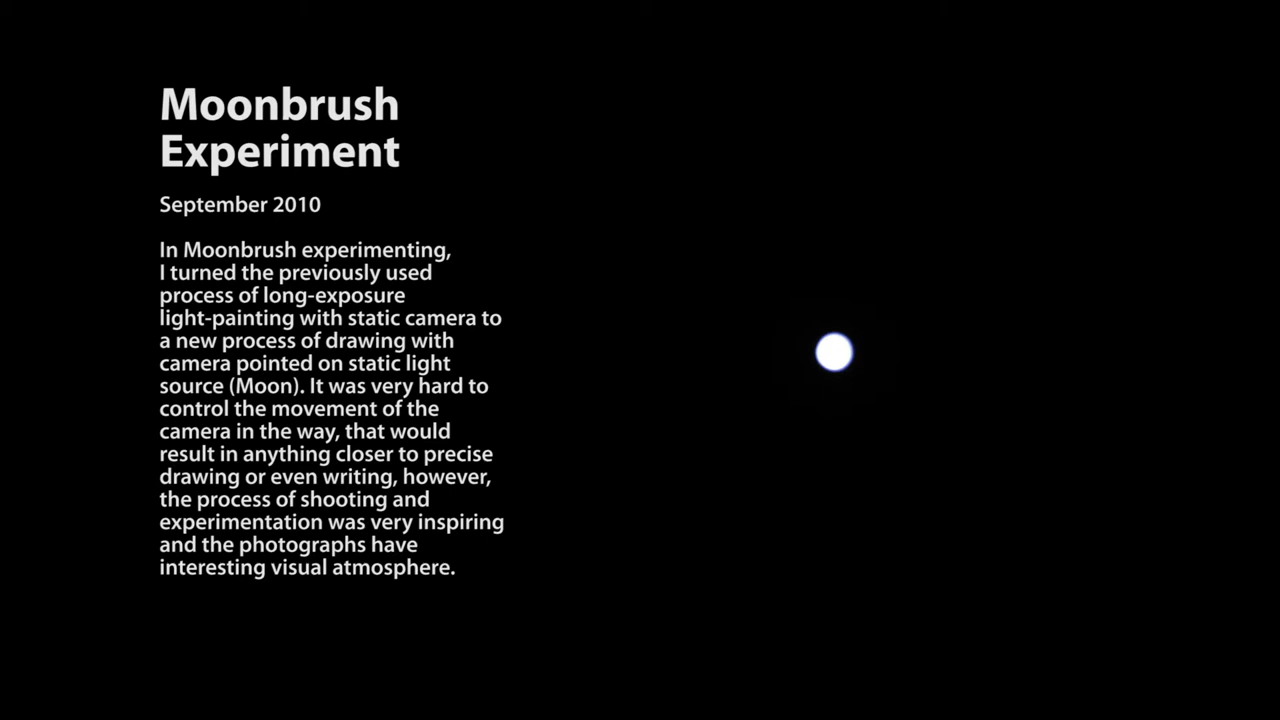 Moonbrush
Experiment
September 2010
In Moonbrush experimenting,
I turned the previously used
process of long-exposure
light-painting with static camera to
a new process of drawing with
camera pointed on static light
source (Moon). It was very hard to
control the movement of the
camera in the way, that would
result in anything closer to precise
drawing or even writing, however,
the process of shooting and
experimentation was very inspiring
and the photographs have
interesting visual atmosphere.